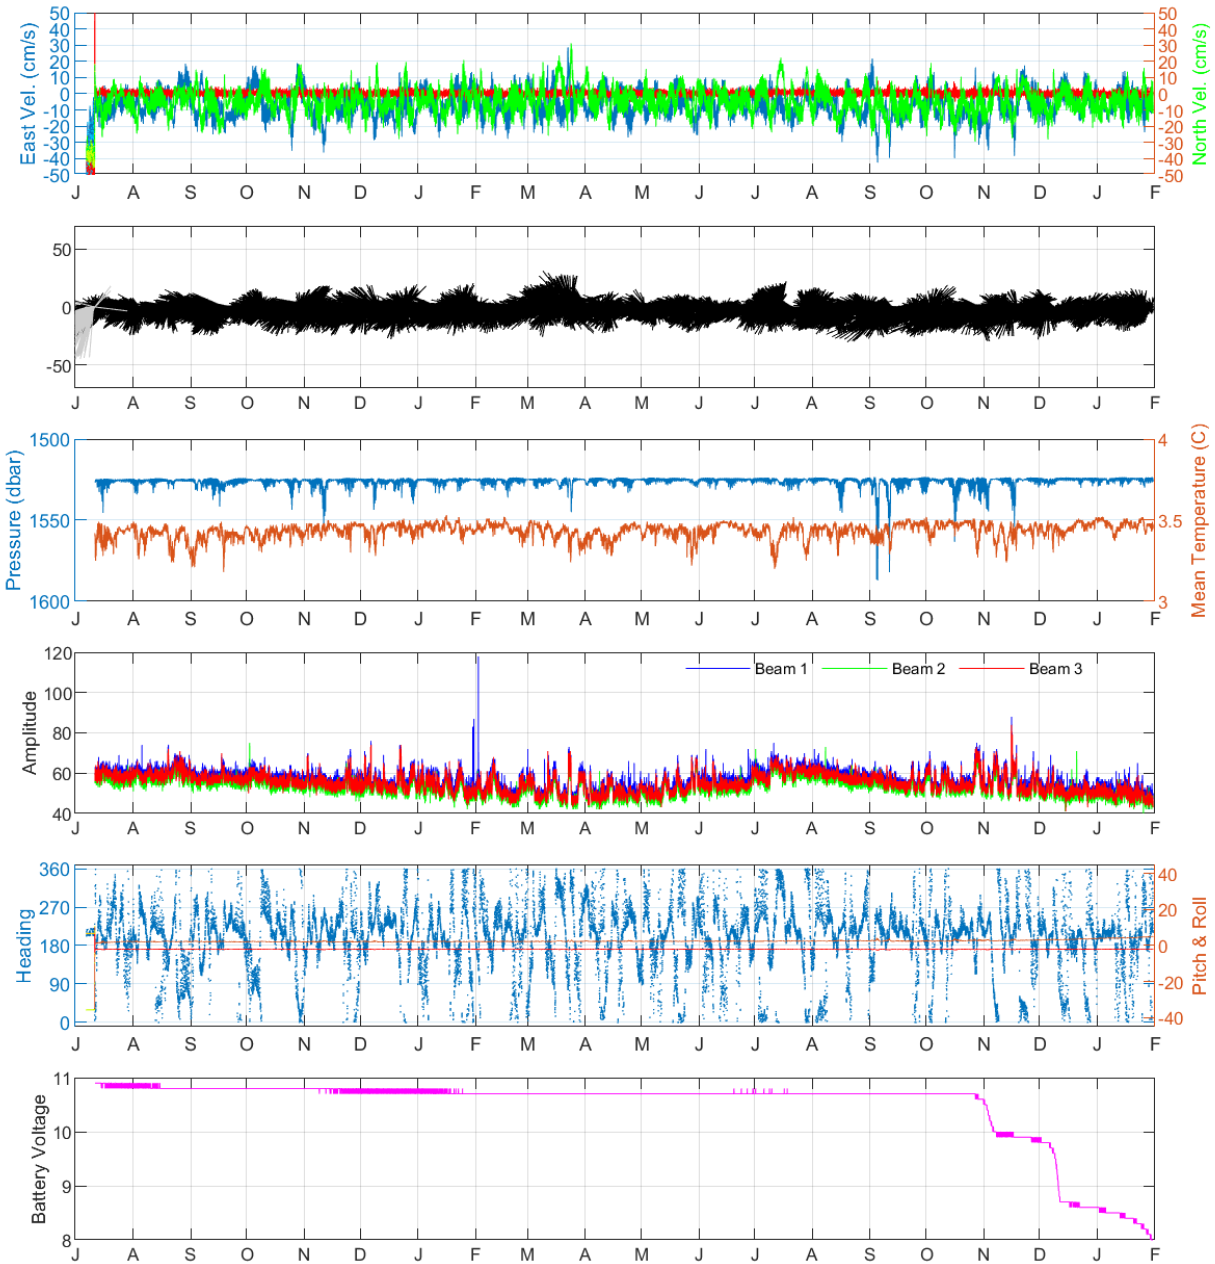 50 40 30 20 10 0 -10 -20 -30 -40 -50
East Vel. (cm/s)
50 40 30 20 10 0 -10 -20 -30 -40 -50
North Vel. (cm/s)
J A S O N D J F M A M J J A S O N D J F
50 0 -50
J A S O N D J F M A M J J A S O N D J F
1500 1550 1600
Pressure (dbar)
4 3.5 3
Mean Temperature (C)
J A S O N D J F M A M J J A S O N D J F
120 100 80 60 40
Amplitude
Beam 1 Beam 2 Beam 3
J A S O N D J F M A M J J A S O N D J F
360 270 180 90 0
Heading
40 20 0 -20 -40
Pitch & Roll
J A S O N D J F M A M J J A S O N D J F
11 10 9 8
Battery Voltage
J A S O N D J F M A M J J A S O N D J F